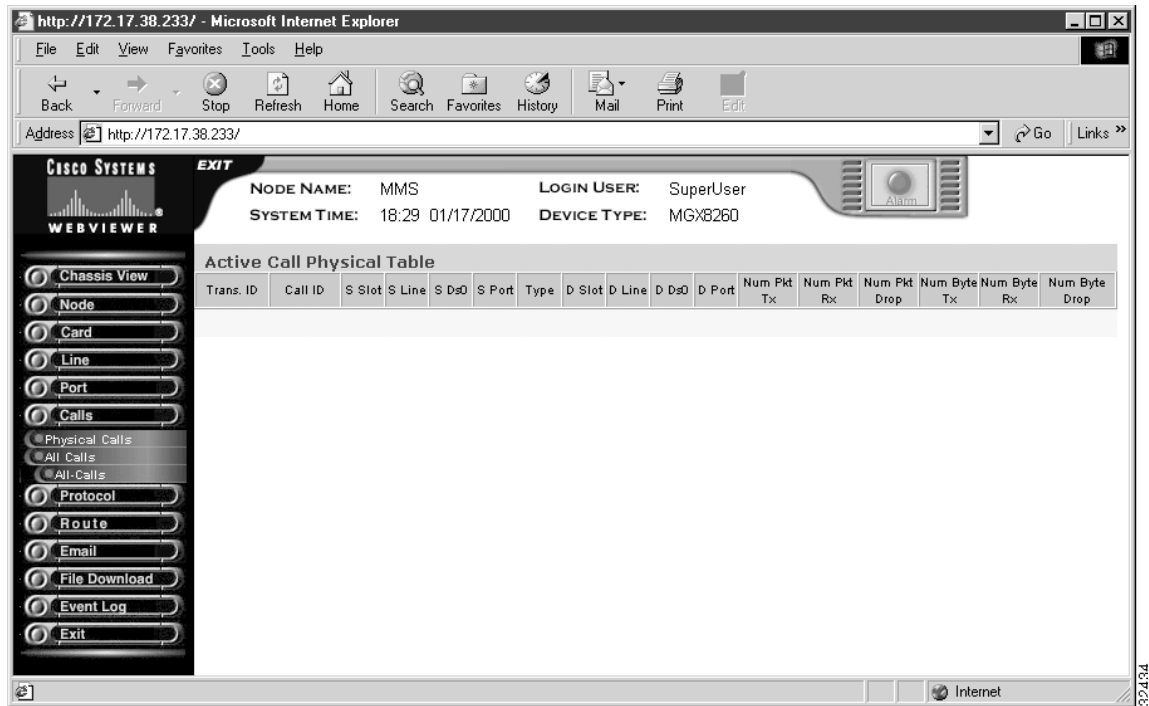 http://172.17.38.233/ - Microsoft Internet Explorer
File Edit View Favorites Tools Help
Back Forward Stop Refresh Home Search Favorites History Mail Print Edit
Address http://172.17.38.233/ Go Links »
CISCO SYSTEMS
WEBVIEWER
EXIT
NODE NAME: MMS LOGIN USER: SuperUser
SYSTEM TIME: 18:29 01/17/2000 DEVICE TYPE: MGX8260
Alarm
Chassis View
Node
Card
Line
Port
Calls
Physical Calls
All Calls
All-Calls
Protocol
Route
Email
File Download
Event Log
Exit
Active Call Physical Table
Trans. ID Call ID S Slot S Line S Ds0 S Port Type D Slot D Line D Ds0 D Port Num Pkt Tx Num Pkt Rx Num Pkt Drop Num Byte Tx Num Byte Rx Num Byte Drop
Internet
32434